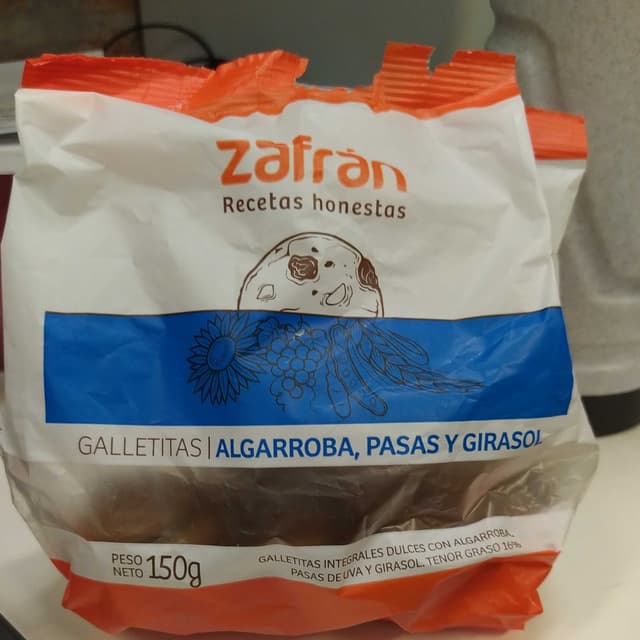 zafrán
Recetas honestas
GALLETITAS | ALGARROBA, PASAS Y GIRASOL
PESO NETO 150g
GALLETITAS INTEGRALES DULCES CON ALGARROBA,
PASAS DE UVA Y GIRASOL. TENOR GRASO 16%